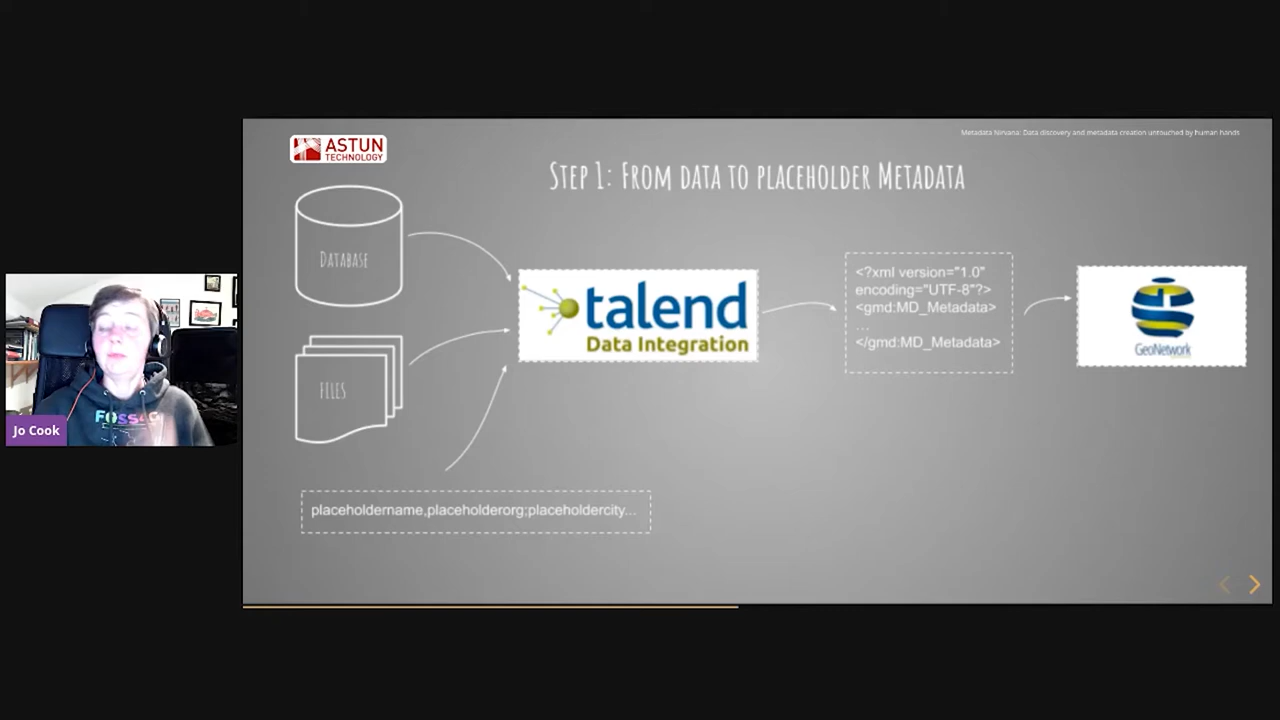 Metadata Nirvana: Data discovery and metadata creation untouched by human hands
ASTUN
TECHNOLOGY
Step 1: From data to placeholder Metadata
Database
Files
talend
Data Integration
<?xml version="1.0"
encoding="UTF-8"?>
<gmd:MD_Metadata>
...
</gmd:MD_Metadata>
GeoNetwork
placeholdername,placeholderorg;placeholdercity...
Jo Cook